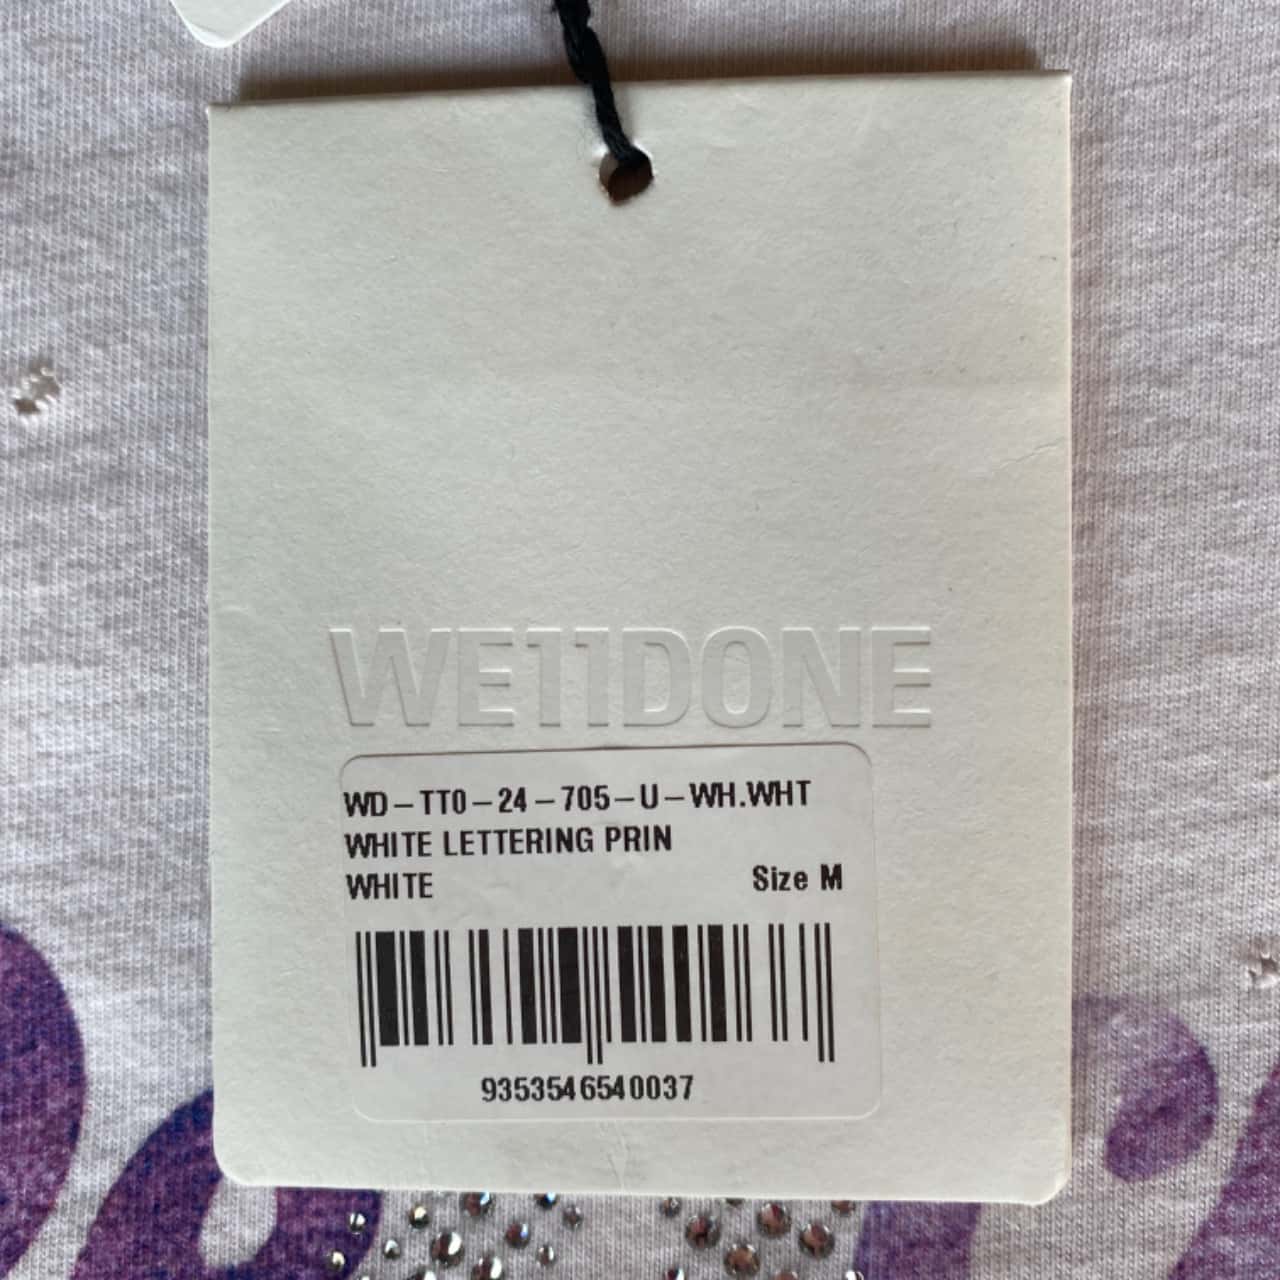 WE11DONE
WD-TT0-24-705-U-WH.WHT
WHITE LETTERING PRIN
WHITE Size M
9353546540037